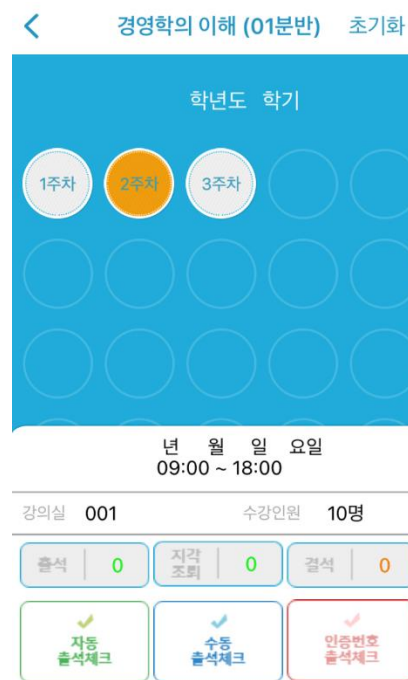 경영학의 이해 (01분반) 초기화
학년도 학기
1주차 2주차 3주차
년 월 일 요일
09:00 ~ 18:00
강의실 001 수강인원 10명
출석 0 지각 조퇴 0 결석 0
자동 출석체크
수동 출석체크
인증번호 출석체크